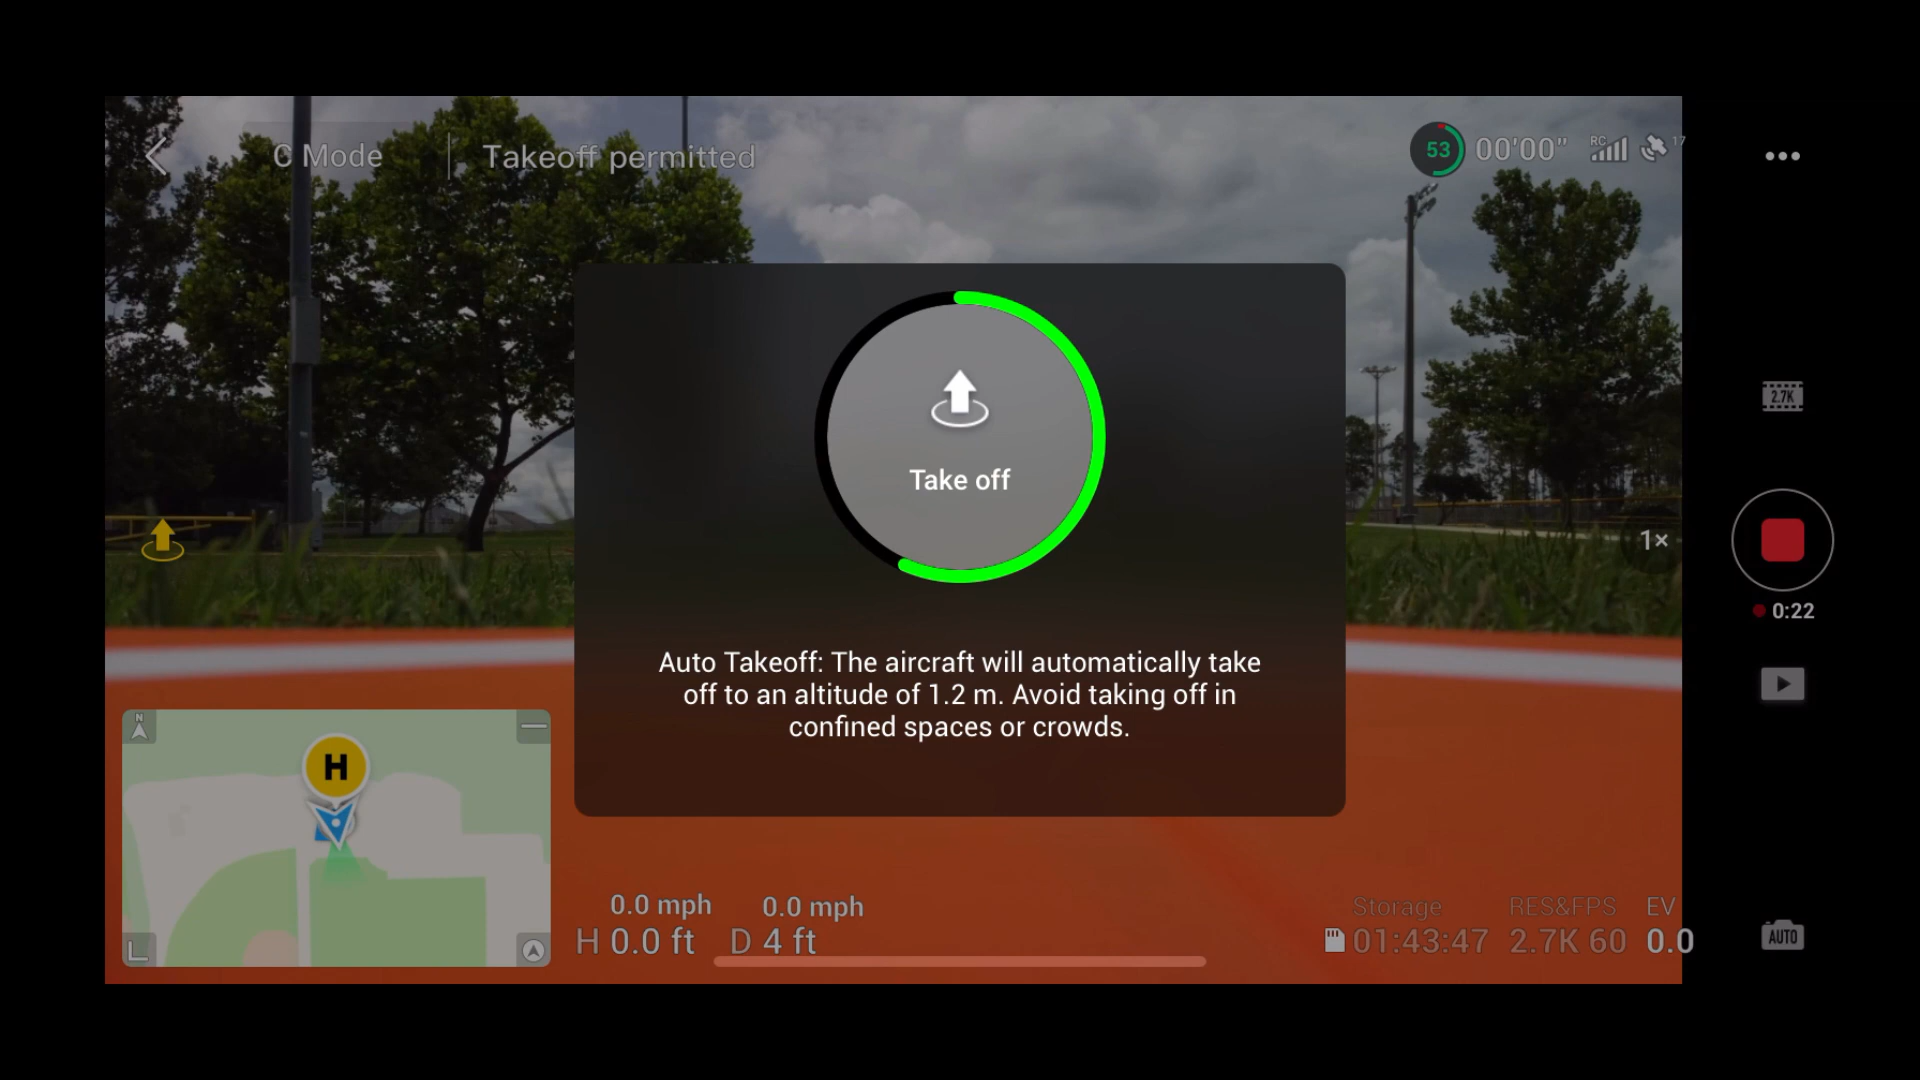 C Mode
Takeoff permitted
53
00'00"
RC
17
2.7K
Take off
1×
0:22
Auto Takeoff: The aircraft will automatically take
off to an altitude of 1.2 m. Avoid taking off in
confined spaces or crowds.
N
H
L
0.0 mph 0.0 mph
H 0.0 ft D 4 ft
Storage RES&FPS EV
01:43:47 2.7K 60 0.0
AUTO